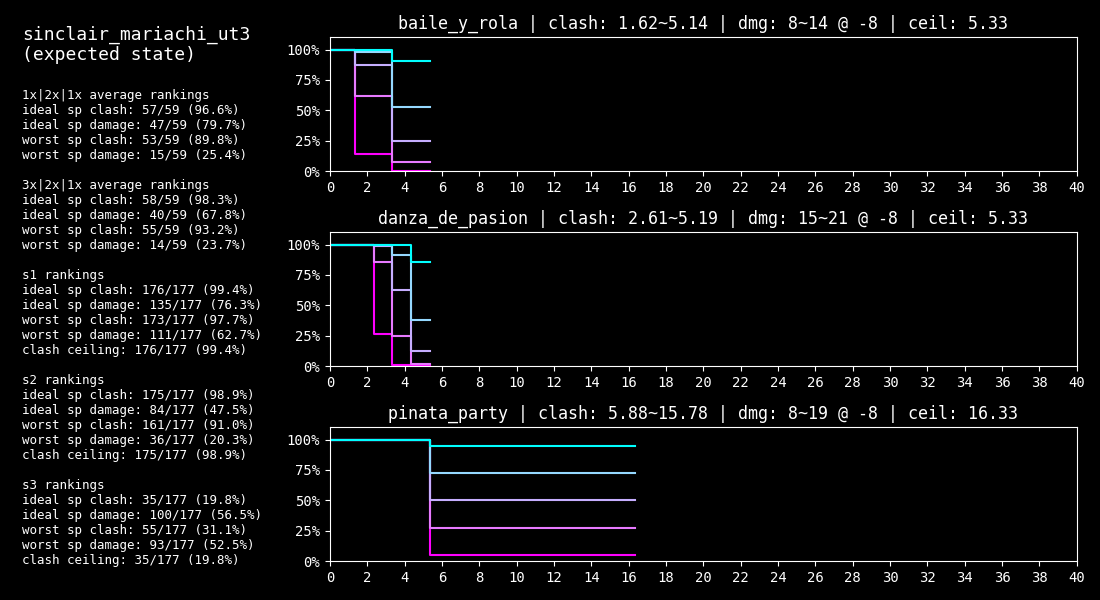 sinclair_mariachi_ut3
(expected state)
1x|2x|1x average rankings
ideal sp clash: 57/59 (96.6%)
ideal sp damage: 47/59 (79.7%)
worst sp clash: 53/59 (89.8%)
worst sp damage: 15/59 (25.4%)
3x|2x|1x average rankings
ideal sp clash: 58/59 (98.3%)
ideal sp damage: 40/59 (67.8%)
worst sp clash: 55/59 (93.2%)
worst sp damage: 14/59 (23.7%)
s1 rankings
ideal sp clash: 176/177 (99.4%)
ideal sp damage: 135/177 (76.3%)
worst sp clash: 173/177 (97.7%)
worst sp damage: 111/177 (62.7%)
clash ceiling: 176/177 (99.4%)
s2 rankings
ideal sp clash: 175/177 (98.9%)
ideal sp damage: 84/177 (47.5%)
worst sp clash: 161/177 (91.0%)
worst sp damage: 36/177 (20.3%)
clash ceiling: 175/177 (98.9%)
s3 rankings
ideal sp clash: 35/177 (19.8%)
ideal sp damage: 100/177 (56.5%)
worst sp clash: 55/177 (31.1%)
worst sp damage: 93/177 (52.5%)
clash ceiling: 35/177 (19.8%)
baile_y_rola | clash: 1.62~5.14 | dmg: 8~14 @ -8 | ceil: 5.33
100%
75%
50%
25%
0%
0 2 4 6 8 10 12 14 16 18 20 22 24 26 28 30 32 34 36 38 40
danza_de_pasion | clash: 2.61~5.19 | dmg: 15~21 @ -8 | ceil: 5.33
100%
75%
50%
25%
0%
0 2 4 6 8 10 12 14 16 18 20 22 24 26 28 30 32 34 36 38 40
pinata_party | clash: 5.88~15.78 | dmg: 8~19 @ -8 | ceil: 16.33
100%
75%
50%
25%
0%
0 2 4 6 8 10 12 14 16 18 20 22 24 26 28 30 32 34 36 38 40